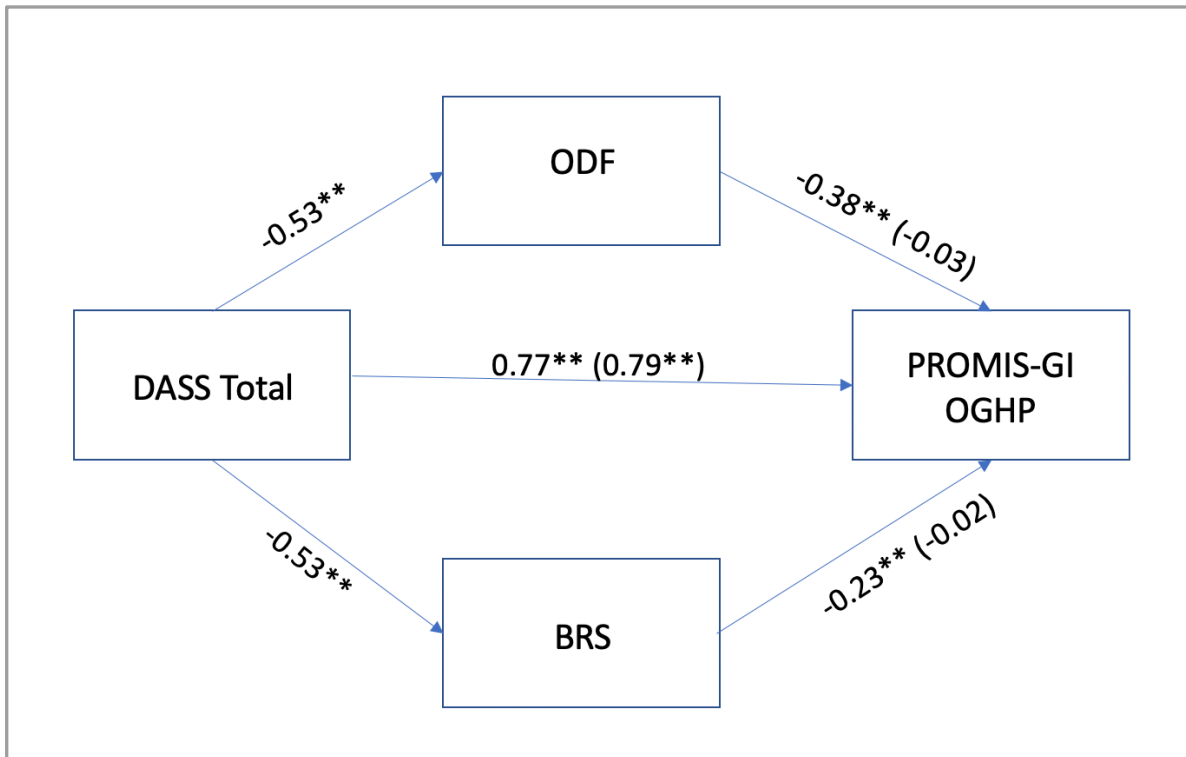 ODF
-0.53**
-0.38** (-0.03)
DASS Total
0.77** (0.79**)
PROMIS-GI
OGHP
-0.53**
-0.23** (-0.02)
BRS